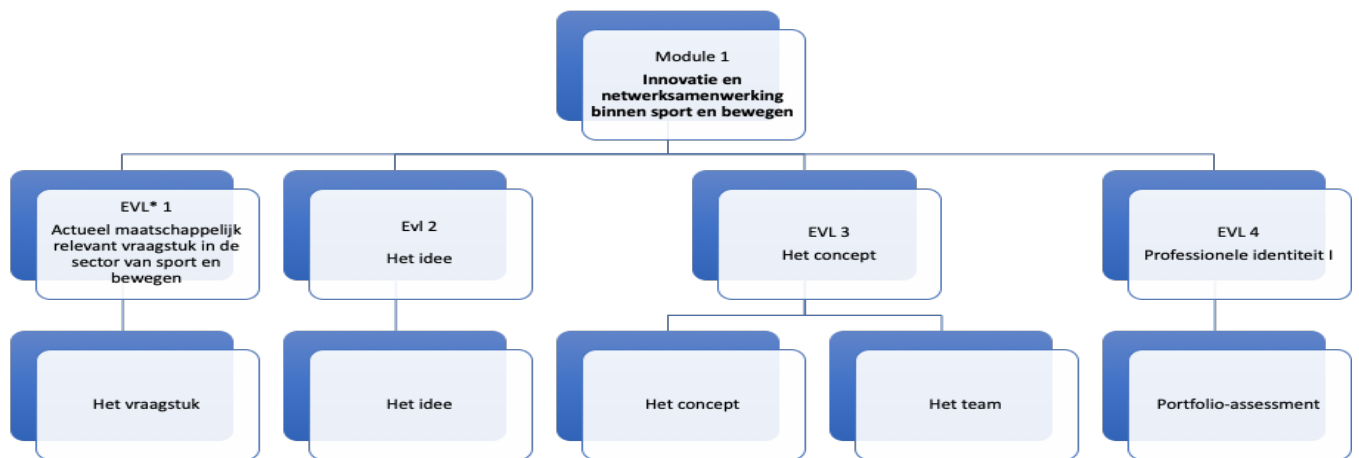 Module 1
Innovatie en
netwerksamenwerking
binnen sport en bewegen
EVL* 1
Actueel maatschappelijk
relevant vraagstuk in de
sector van sport en
bewegen
Evl 2
Het idee
EVL 3
Het concept
EVL 4
Professionele identiteit I
Het vraagstuk
Het idee
Het concept
Het team
Portfolio-assessment